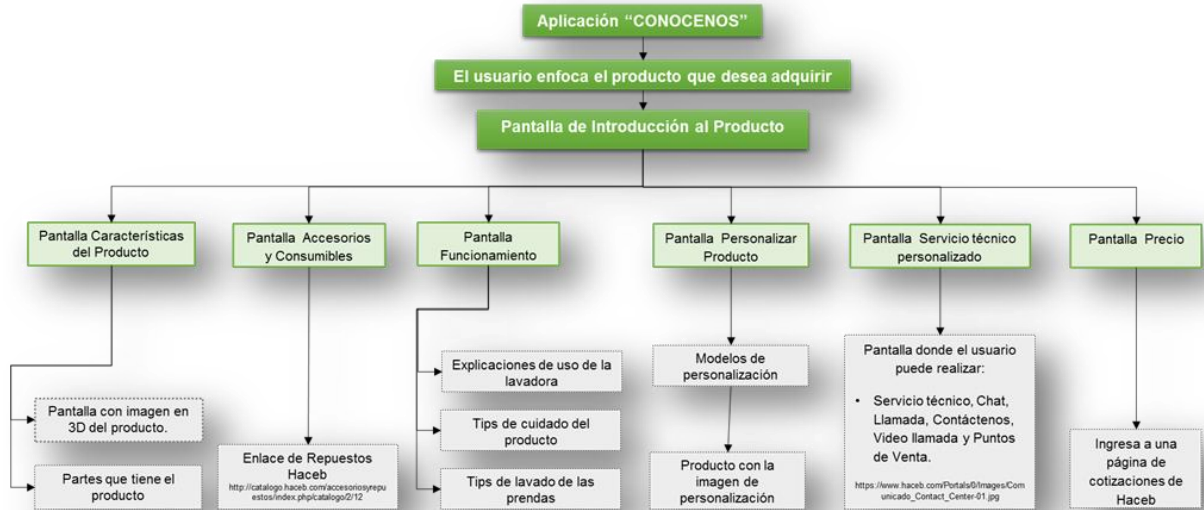 Aplicación “CONOCENOS”
El usuario enfoca el producto que desea adquirir
Pantalla de Introducción al Producto
Pantalla Características
del Producto
Pantalla Accesorios
y Consumibles
Pantalla
Funcionamiento
Pantalla Personalizar
Producto
Pantalla Servicio técnico
personalizado
Pantalla Precio
Pantalla con imagen en
3D del producto.
Partes que tiene el
producto
Enlace de Repuestos
Haceb
http://catalogo.haceb.com/accesoriosyrepu
estos/index.php/catalogo/2/12
Explicaciones de uso de la
lavadora
Tips de cuidado del
producto
Tips de lavado de las
prendas
Modelos de
personalización
Producto con la
imagen de
personalización
Pantalla donde el usuario
puede realizar:
• Servicio técnico, Chat,
Llamada, Contáctenos,
Video llamada y Puntos
de Venta.
https://www.haceb.com/Portals/0/Images/Com
unicado_Contact_Center-01.jpg
Ingresa a una
página de
cotizaciones de
Haceb